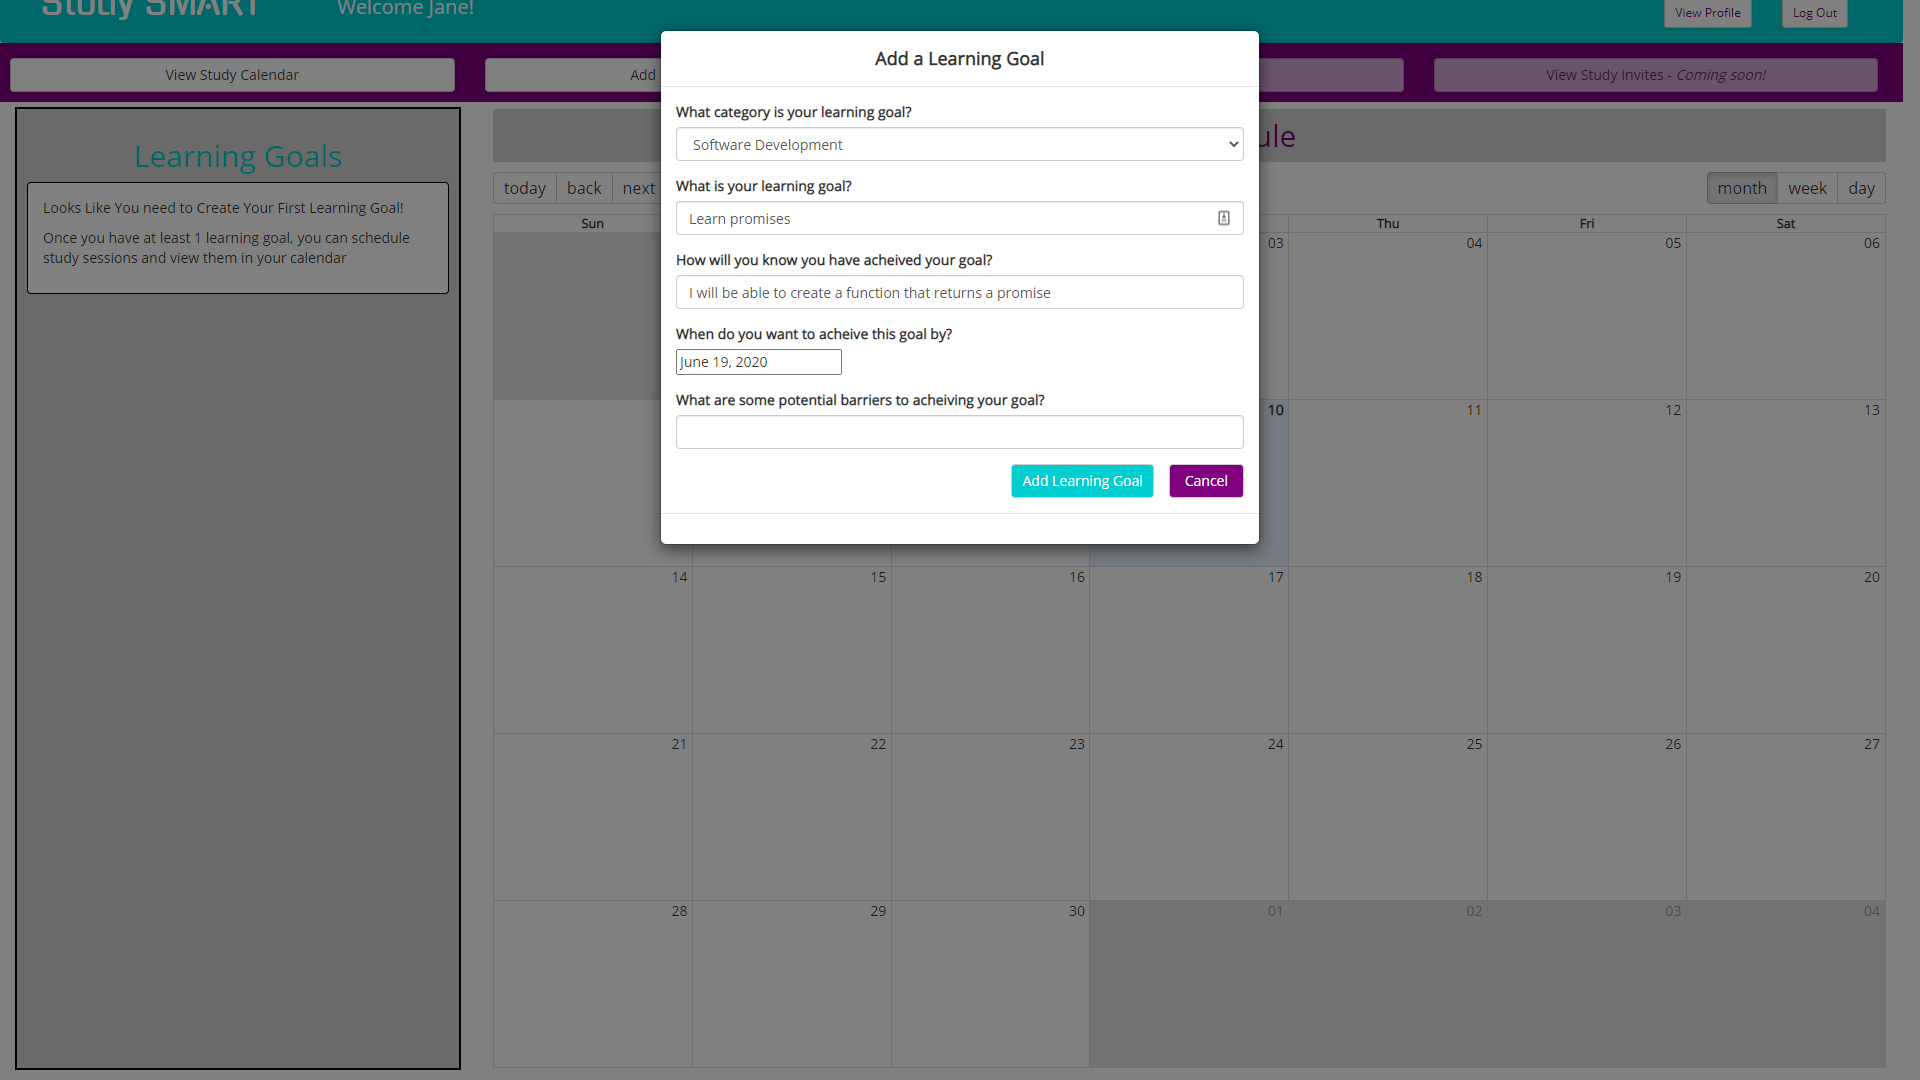 Study SMART
Welcome Jane!
View Profile
Log Out
View Study Calendar
Add
View Study Invites - Coming soon!
Add a Learning Goal
What category is your learning goal?
Software Development
What is your learning goal?
Learn promises
How will you know you have acheived your goal?
I will be able to create a function that returns a promise
When do you want to acheive this goal by?
June 19, 2020
What are some potential barriers to acheiving your goal?
Add Learning Goal
Cancel
Learning Goals
Looks Like You need to Create Your First Learning Goal!
Once you have at least 1 learning goal, you can schedule
study sessions and view them in your calendar
ule
today back next
month week day
Sun Thu Fri Sat
03 04 05 06
10 11 12 13
14 15 16 17 18 19 20
21 22 23 24 25 26 27
28 29 30 01 02 03 04